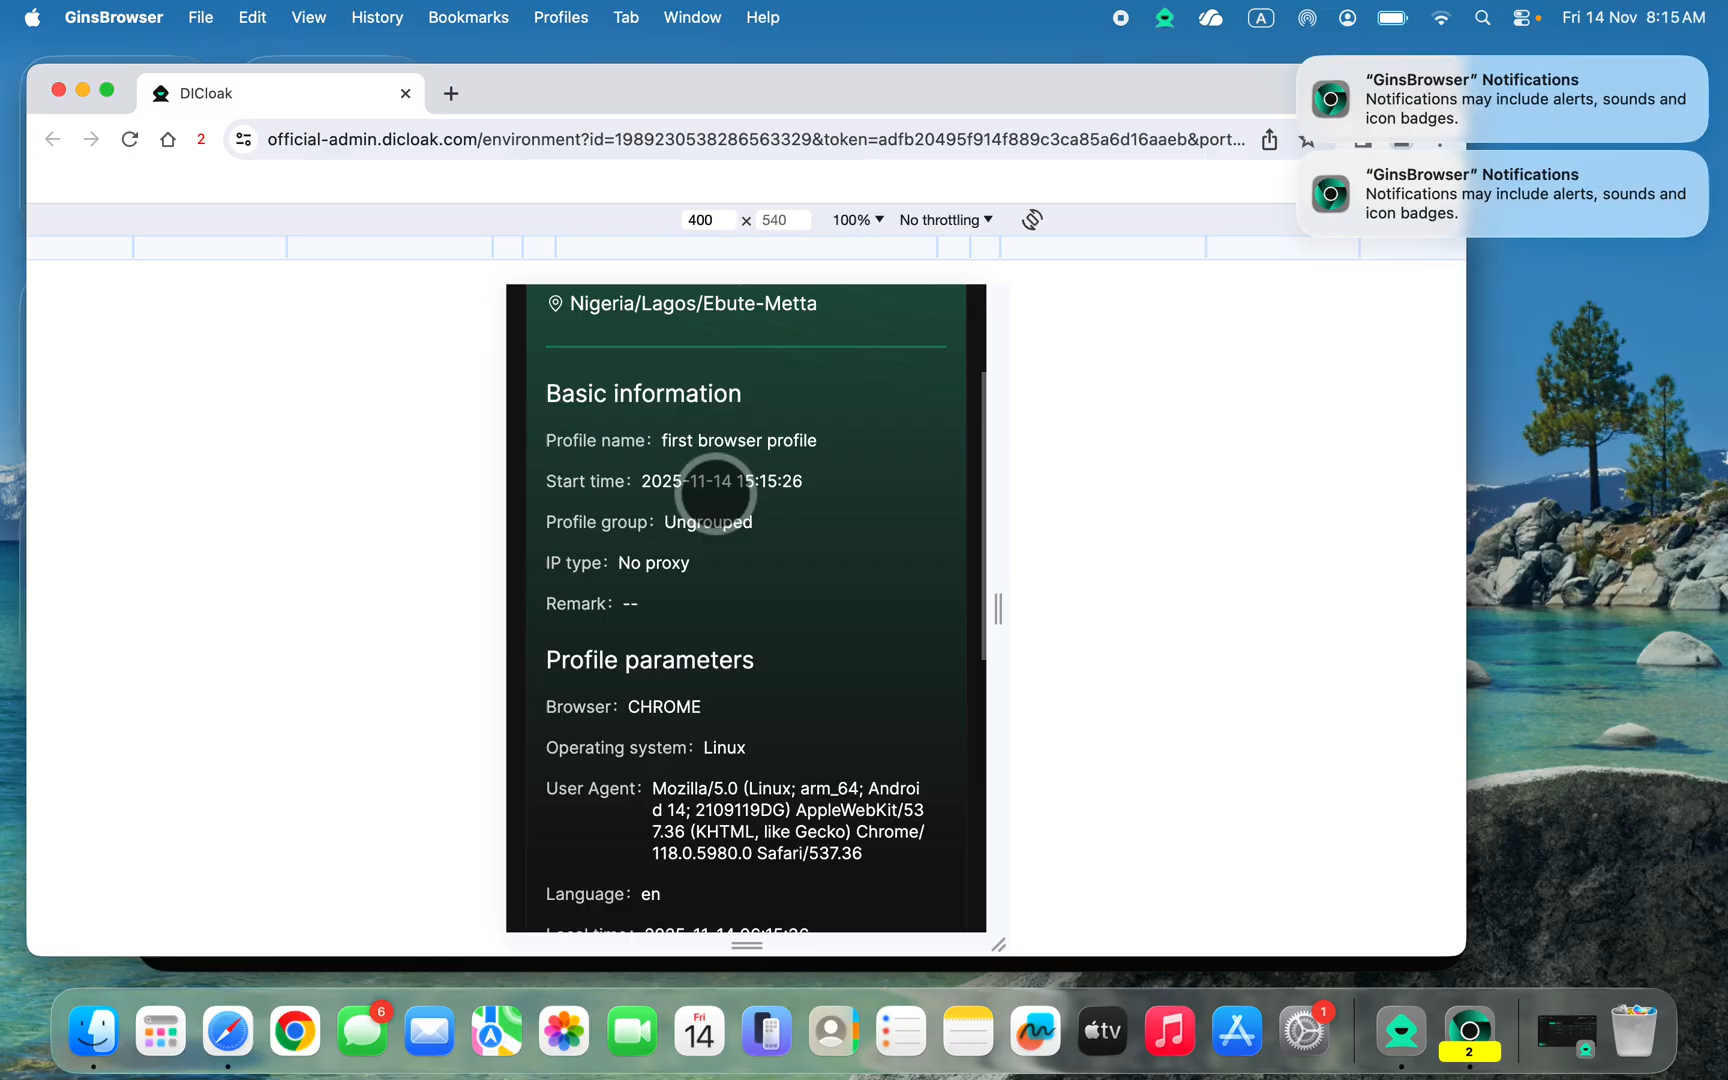 GinsBrowser File Edit View History Bookmarks Profiles Tab Window Help A Fri 14 Nov 8:15 AM
DICloak
2 official-admin.dicloak.com/environment?id=1989230538286563329&token=adfb20495f914f889c3ca85a6d16aaeb&port...
"GinsBrowser" Notifications
Notifications may include alerts, sounds and
icon badges.
"GinsBrowser" Notifications
Notifications may include alerts, sounds and
icon badges.
400 × 540 100% No throttling
Nigeria/Lagos/Ebute-Metta
Basic information
Profile name: first browser profile
Start time: 2025-11-14 15:15:26
Profile group: Ungrouped
IP type: No proxy
Remark: --
Profile parameters
Browser: CHROME
Operating system: Linux
User Agent: Mozilla/5.0 (Linux; arm_64; Androi
d 14; 2109119DG) AppleWebKit/53
7.36 (KHTML, like Gecko) Chrome/
118.0.5980.0 Safari/537.36
Language: en
6
Fri
14
tv
1
2